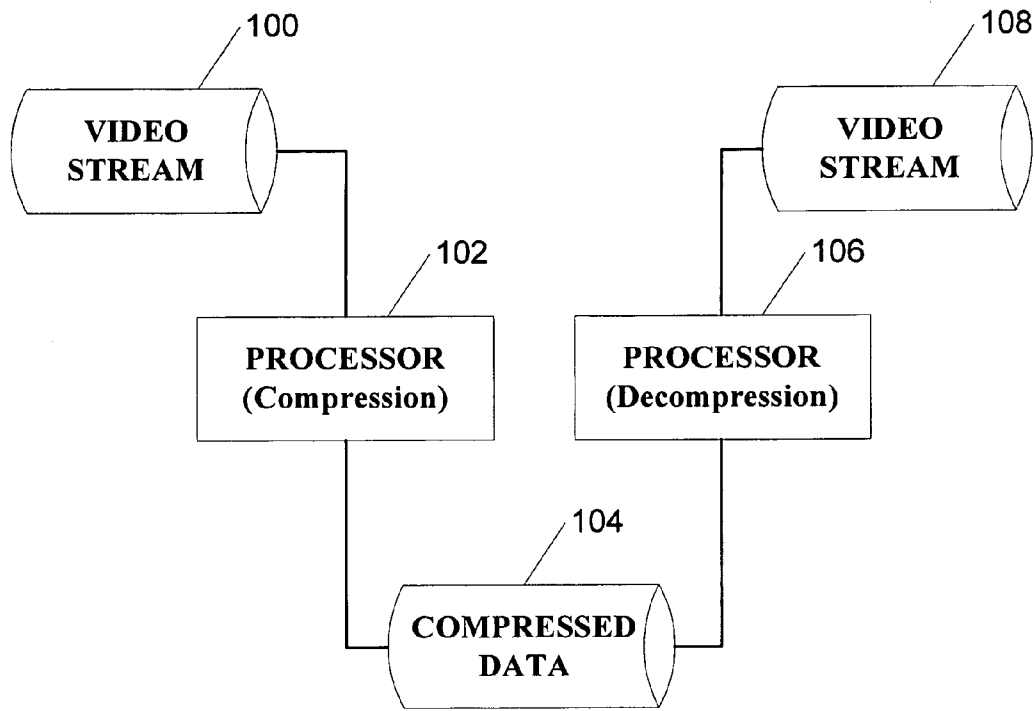 100
108
VIDEO
STREAM
VIDEO
STREAM
102
106
PROCESSOR
(Compression)
PROCESSOR
(Decompression)
104
COMPRESSED
DATA